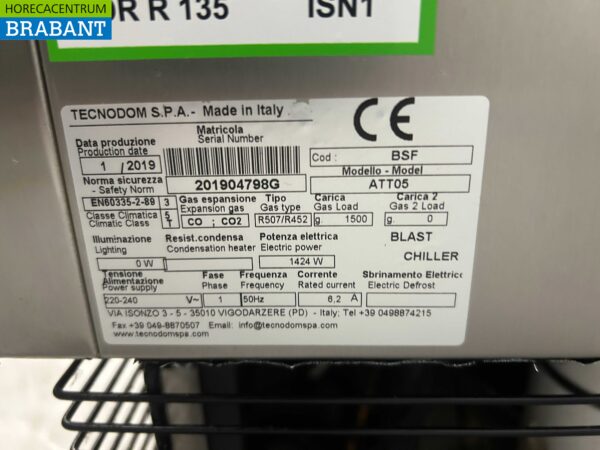 HORECACENTRUM
BRABANT
R 135
ISN1
TECNODOM S.P.A.- Made in Italy
CE
Data produzione
Production date
1 / 2019
Matricola
Serial Number
201904798G
Cod :
BSF
Modello - Model
ATT05
Norma sicurezza
- Safety Norm
EN60335-2-89
3
Classe Climatica
Climatic Class
5
T
Gas espansione
Expansion gas
CO ; CO2
Tipo
Gas type
R507/R452
Carica
Gas Load
g. 1500
Carica 2
Gas 2 Load
g. 0
Illuminazione
Lighting
0 W
Resist.condensa
Condensation heater
Potenza elettrica
Electric power
1424 W
BLAST
CHILLER
Tensione
Alimentazione
Power supply
220-240 V~
Fase
Phase
1
Frequenza
Frequency
50Hz
Corrente
Rated current
6,2 A
Sbrinamento Elettrico
Electric Defrost
VIA ISONZO 3 - 5 - 35010 VIGODARZERE (PD) - Italy; Tel +39 0498874215
Fax +39 049-8870507 Email: info@tecnodomspa.com
www.tecnodomspa.com